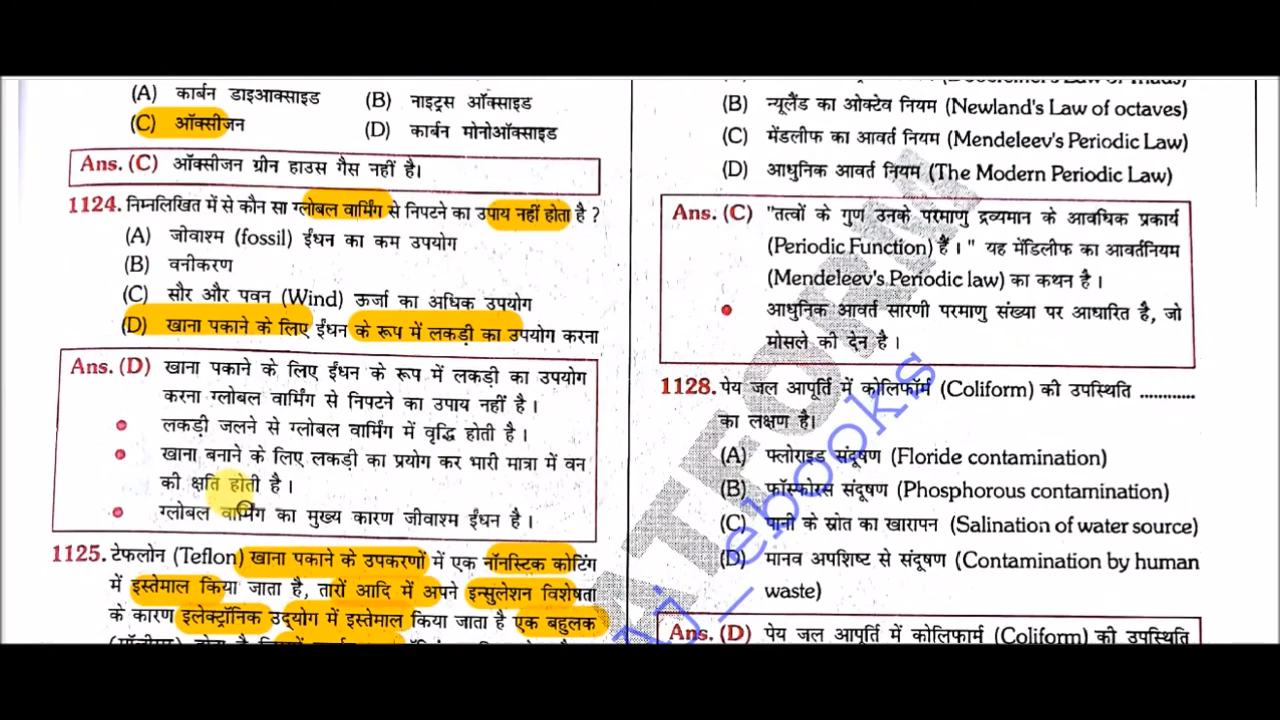 (A) कार्बन डाइआक्साइड (B) नाइट्रस ऑक्साइड
(C) ऑक्सीजन (D) कार्बन मोनोऑक्साइड
Ans. (C) ऑक्सीजन ग्रीन हाउस गैस नहीं है।
1124. निम्नलिखित में से कौन सा ग्लोबल वार्मिंग से निपटने का उपाय नहीं होता है ?
(A) जीवाश्म (fossil) ईंधन का कम उपयोग
(B) वनीकरण
(C) सौर और पवन (Wind) ऊर्जा का अधिक उपयोग
(D) खाना पकाने के लिए ईंधन के रूप में लकड़ी का उपयोग करना
Ans. (D) खाना पकाने के लिए ईंधन के रूप में लकड़ी का उपयोग
करना ग्लोबल वार्मिंग से निपटने का उपाय नहीं है।
• लकड़ी जलने से ग्लोबल वार्मिंग में वृद्धि होती है।
• खाना बनाने के लिए लकड़ी का प्रयोग कर भारी मात्रा में वन
की क्षति होती है।
• ग्लोबल वार्मिंग का मुख्य कारण जीवाश्म ईंधन है।
1125. टेफलोन (Teflon) खाना पकाने के उपकरणों में एक नॉनस्टिक कोटिंग
में इस्तेमाल किया जाता है, तारों आदि में अपने इन्सुलेशन विशेषता
के कारण इलेक्ट्रॉनिक उद्योग में इस्तेमाल किया जाता है एक बहुलक
(B) न्यूलैंड का ओक्टेव नियम (Newland's Law of octaves)
(C) मेंडलीफ का आवर्त नियम (Mendeleev's Periodic Law)
(D) आधुनिक आवर्त नियम (The Modern Periodic Law)
Ans. (C) "तत्वों के गुण उनके परमाणु द्रव्यमान के आवधिक प्रकार्य
(Periodic Function) हैं।" यह मेंडिलीफ का आवर्तनियम
(Mendeleev's Periodic law) का कथन है।
• आधुनिक आवर्त सारणी परमाणु संख्या पर आधारित है, जो
मोसले की देन है।
1128. पेय जल आपूर्ति में कोलिफॉर्म (Coliform) की उपस्थिति ............
का लक्षण है।
(A) फ्लोराइड संदूषण (Floride contamination)
(B) फॉस्फोरस संदूषण (Phosphorous contamination)
(C) पानी के स्रोत का खारापन (Salination of water source)
(D) मानव अपशिष्ट से संदूषण (Contamination by human
waste)
Ans. (D) पेय जल आपूर्ति में कोलिफार्म (Coliform) की उपस्थिति